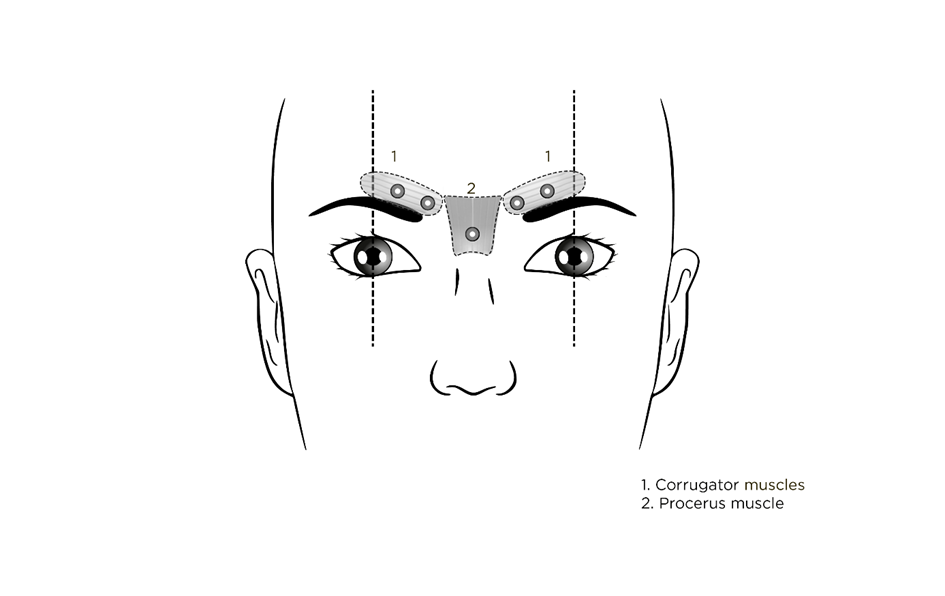 1
1
2
1. Corrugator muscles
2. Procerus muscle